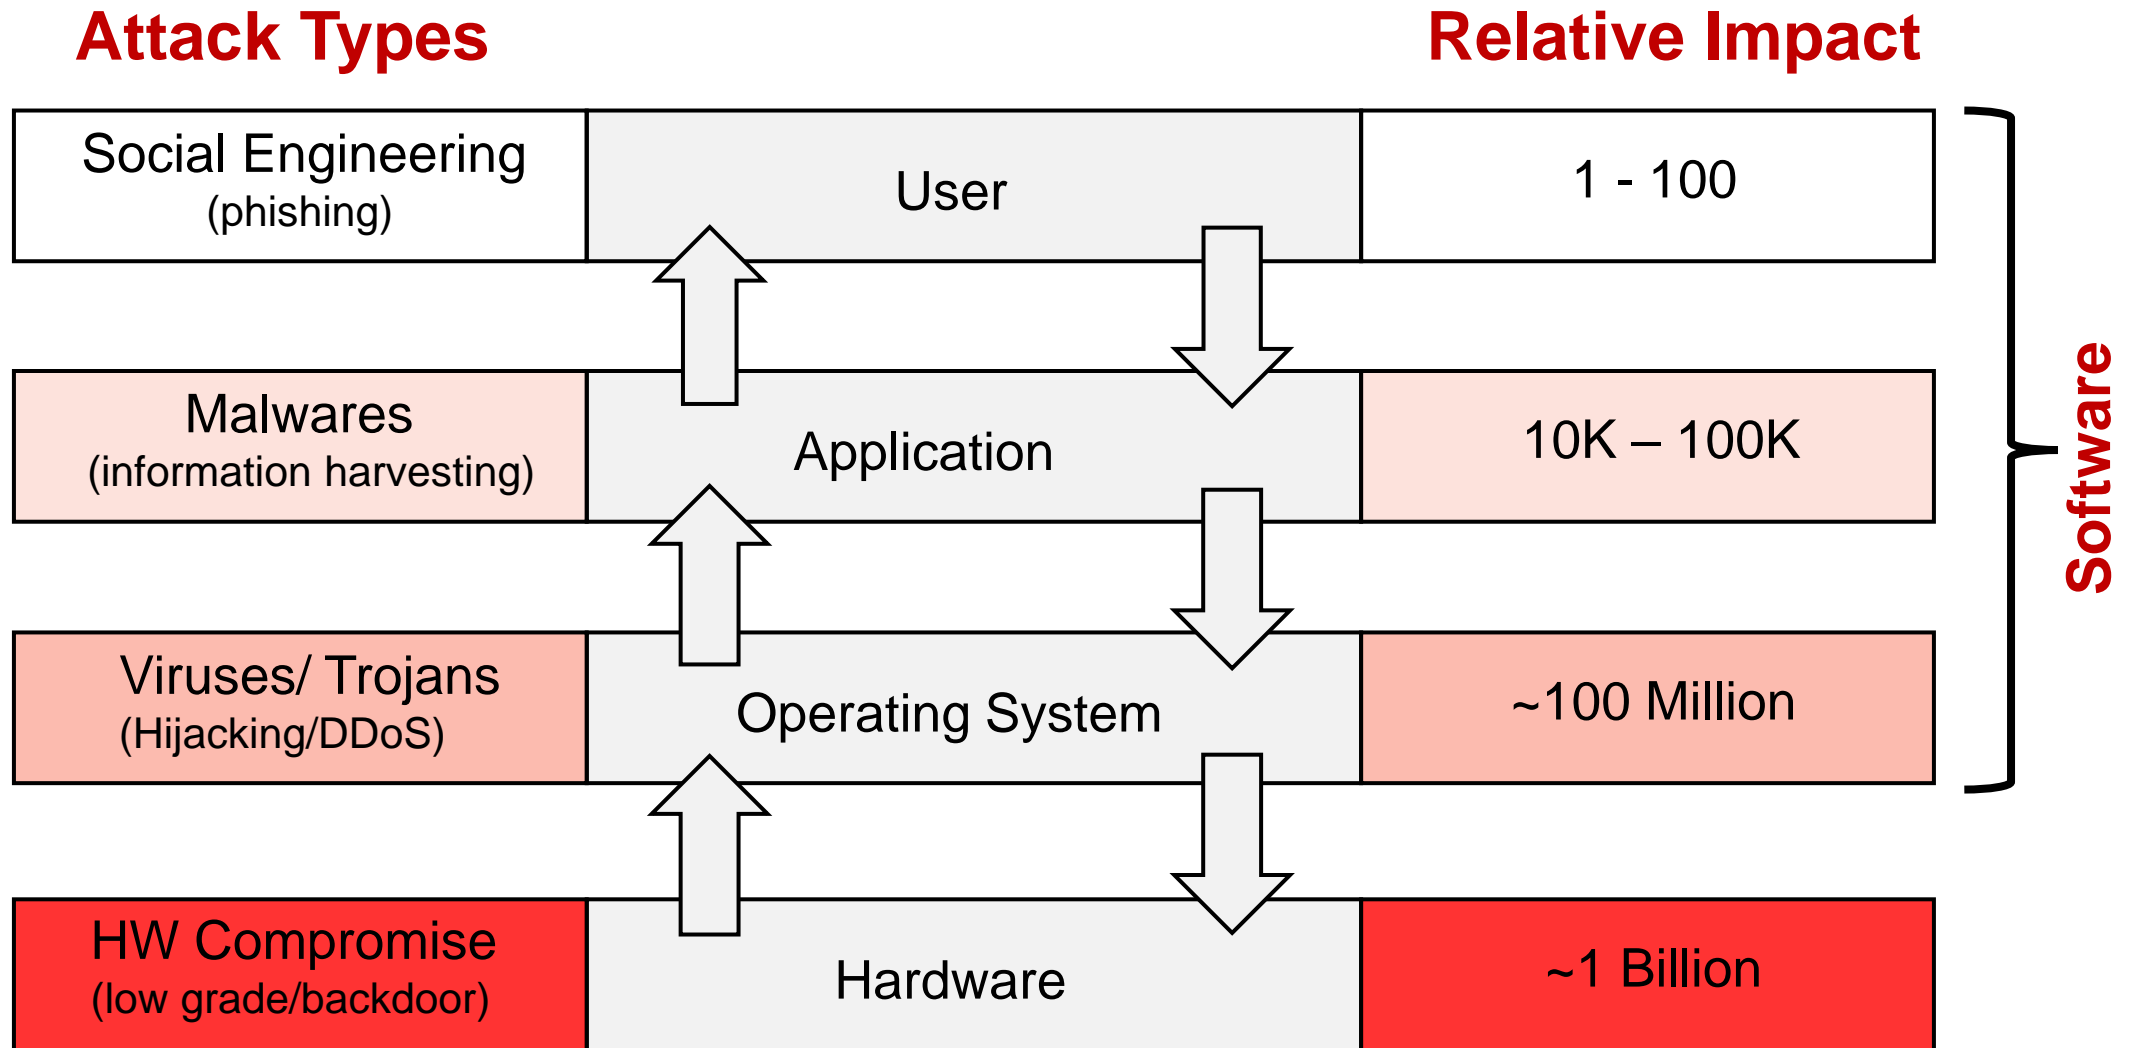 Attack Types
Relative Impact
Social Engineering
(phishing)
User
1 - 100
Malwares
(information harvesting)
Application
10K – 100K
Viruses/ Trojans
(Hijacking/DDoS)
Operating System
~100 Million
HW Compromise
(low grade/backdoor)
Hardware
~1 Billion
Software